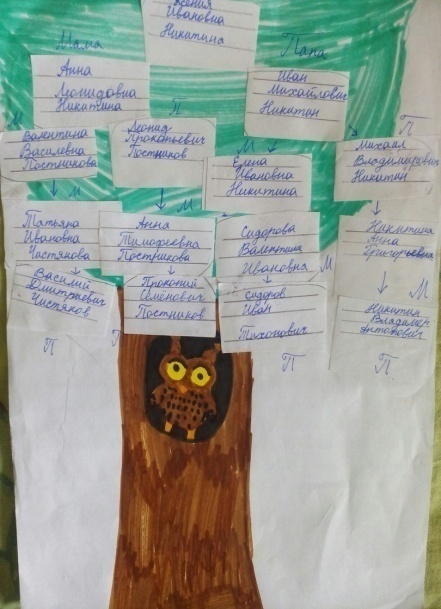 Ксения
Ивановна
Никитина
Мама
Папа
Анна
Леонидовна
Никитина
Иван
Михайлович
Никитин
М
П
М
П
Валентина
Василевна
Постникова
Леонид
Прокопьевич
Постников
Елена
Ивановна
Никитина
Михаил
Владимирович
Никитин
М
М
Татьяна
Ивановна
Чистякова
Анна
Тимофеевна
Постникова
Сидорова
Валентина
Ивановна
Никитина
Анна
Григорьевна
М
М
Василий
Дмитриевич
Чистяков
Прокопий
Семёнович
Постников
Сидоров
Иван
Тихонович
Никитин
Владимир
Антонович
П
П
П
П